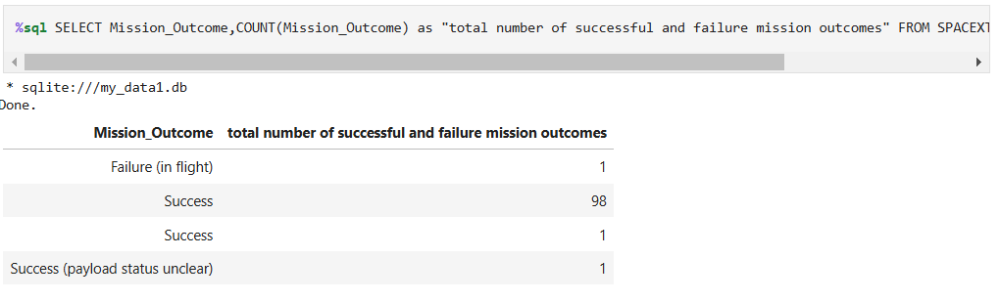 %sql SELECT Mission_Outcome,COUNT(Mission_Outcome) as "total number of successful and failure mission outcomes" FROM SPACEXT
* sqlite:///my_data1.db
Done.
Mission_Outcome total number of successful and failure mission outcomes
Failure (in flight) 1
Success 98
Success 1
Success (payload status unclear) 1